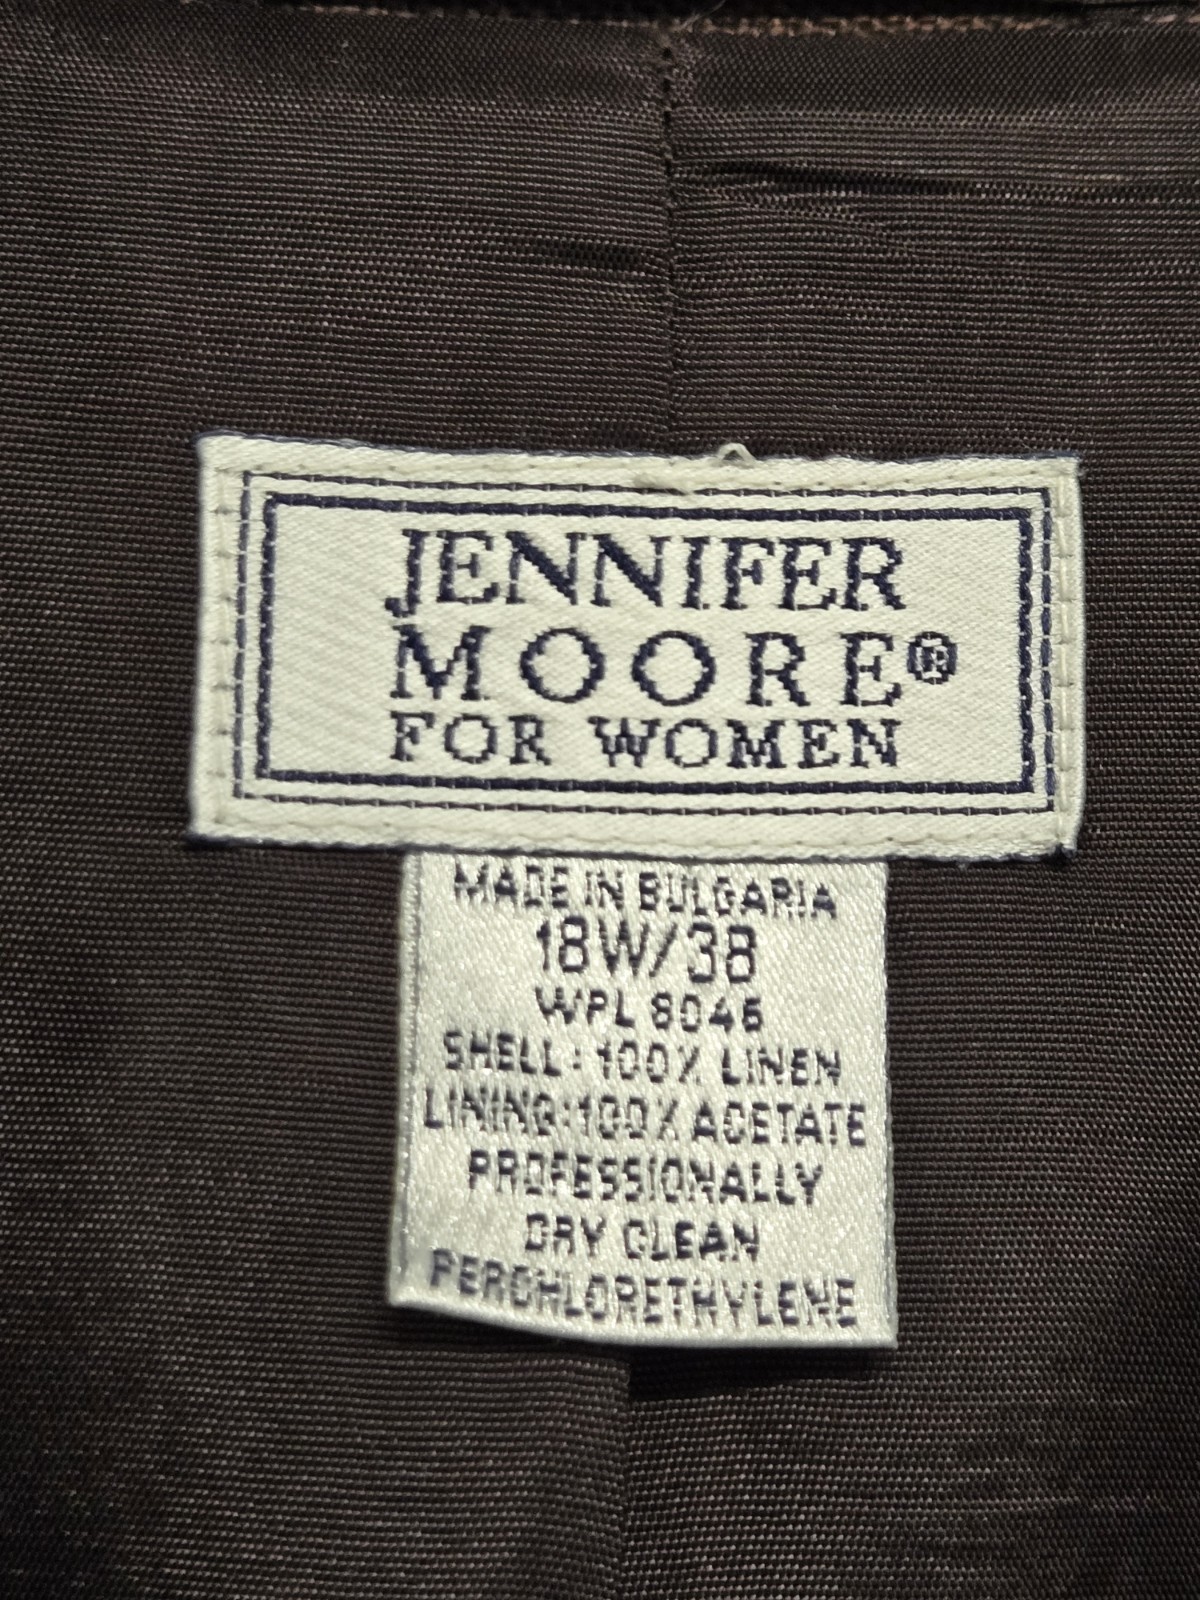 JENNIFER
MOORE®
FOR WOMEN
MADE IN BULGARIA
18W/38
WPL 8046
SHELL: 100% LINEN
LINING:100% ACETATE
PROFESSIONALLY
DRY CLEAN
PERCHLORETHYLENE